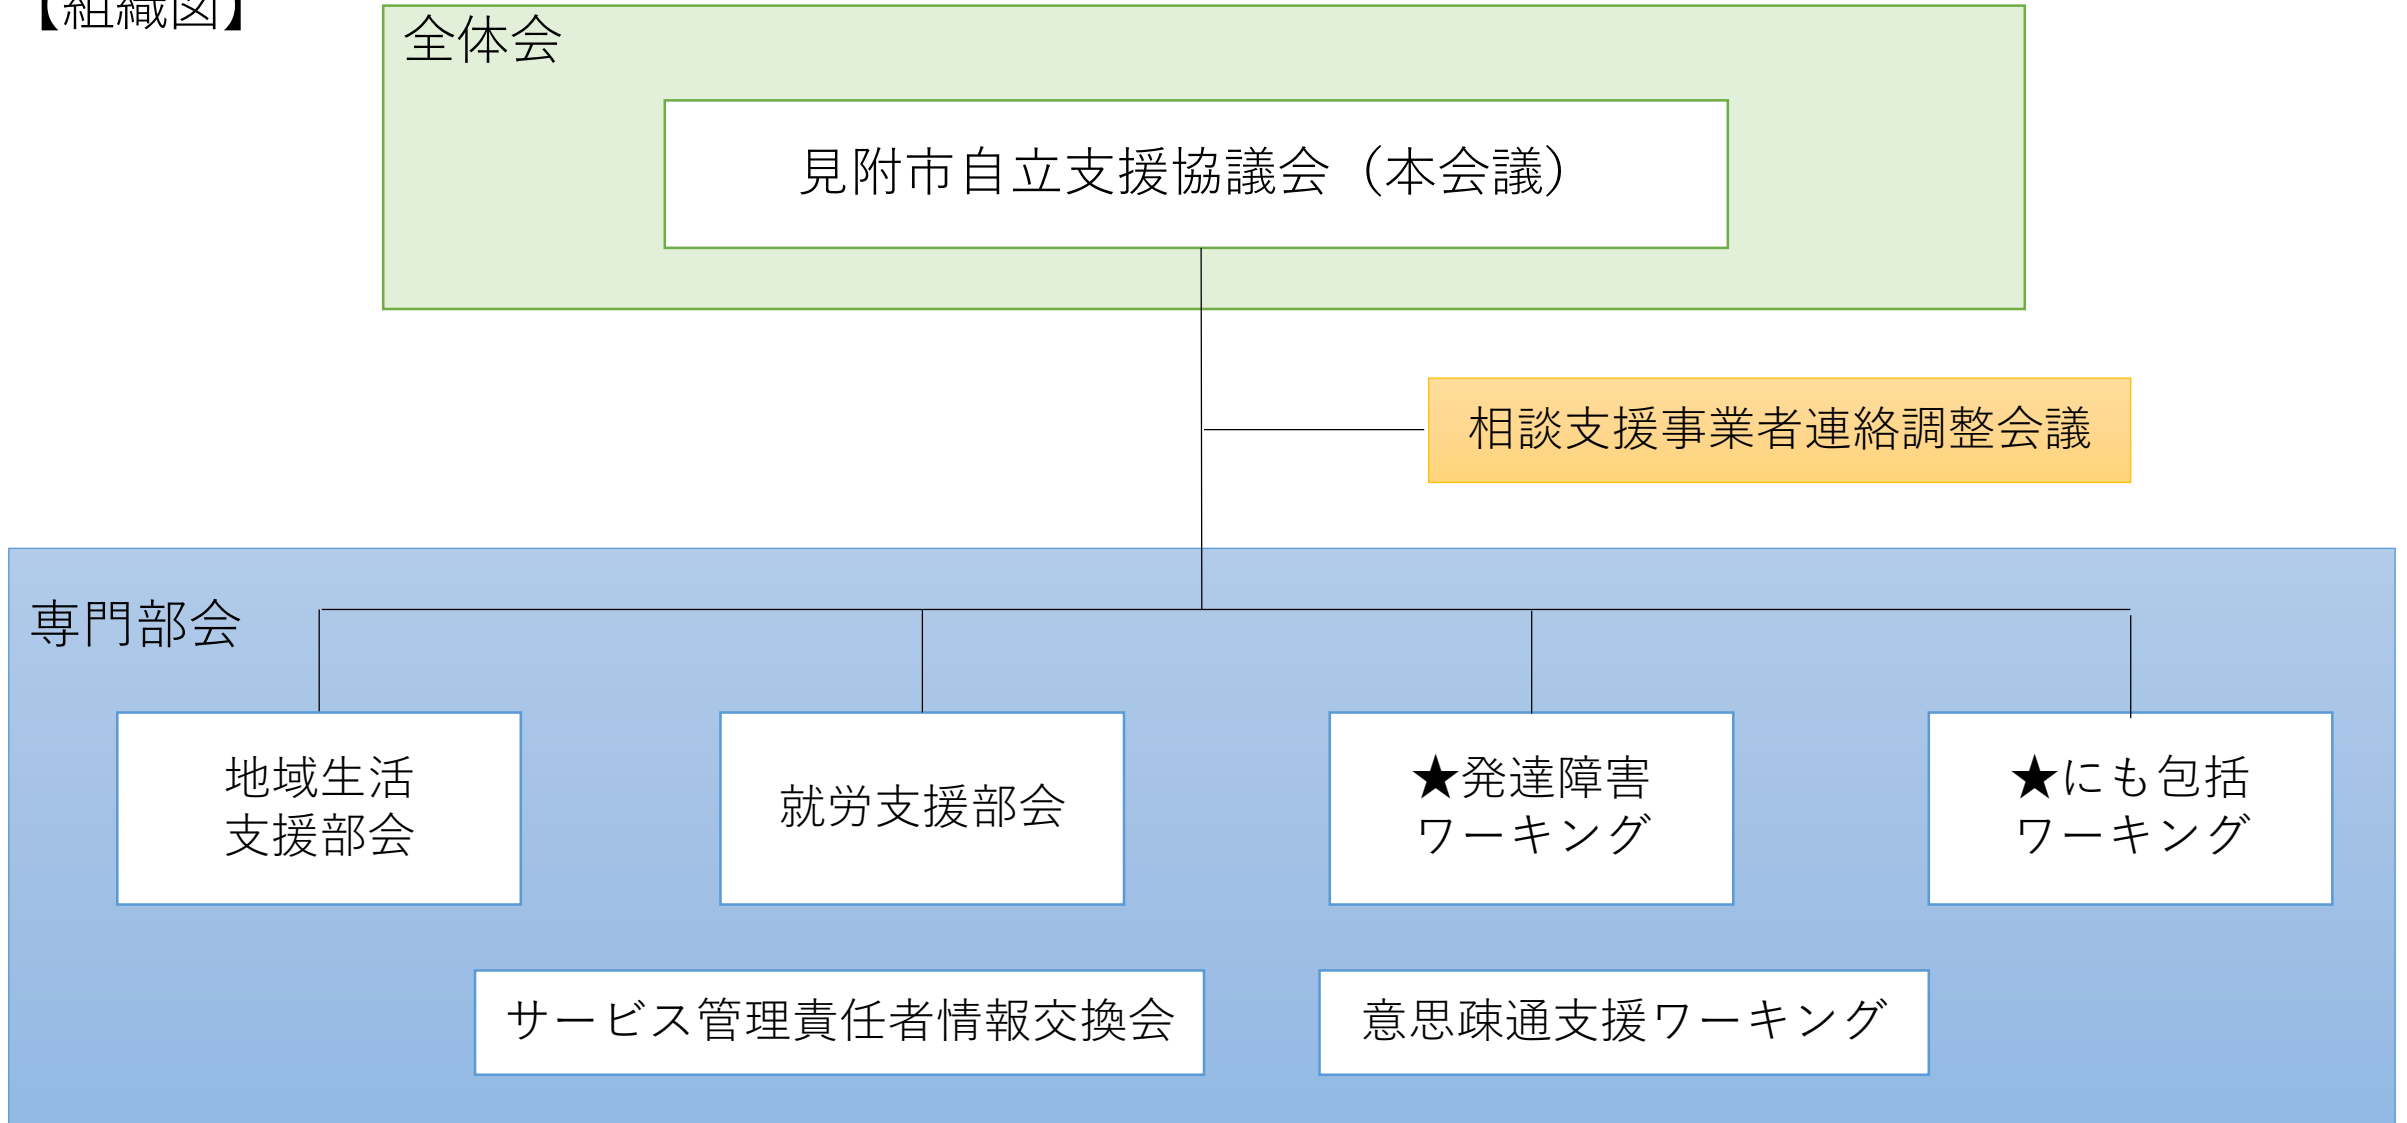 【組織図】
全体会
見附市自立支援協議会（本会議）
相談支援事業者連絡調整会議
専門部会
地域生活
支援部会
就労支援部会
★発達障害
ワーキング
★にも包括
ワーキング
サービス管理責任者情報交換会
意思疎通支援ワーキング